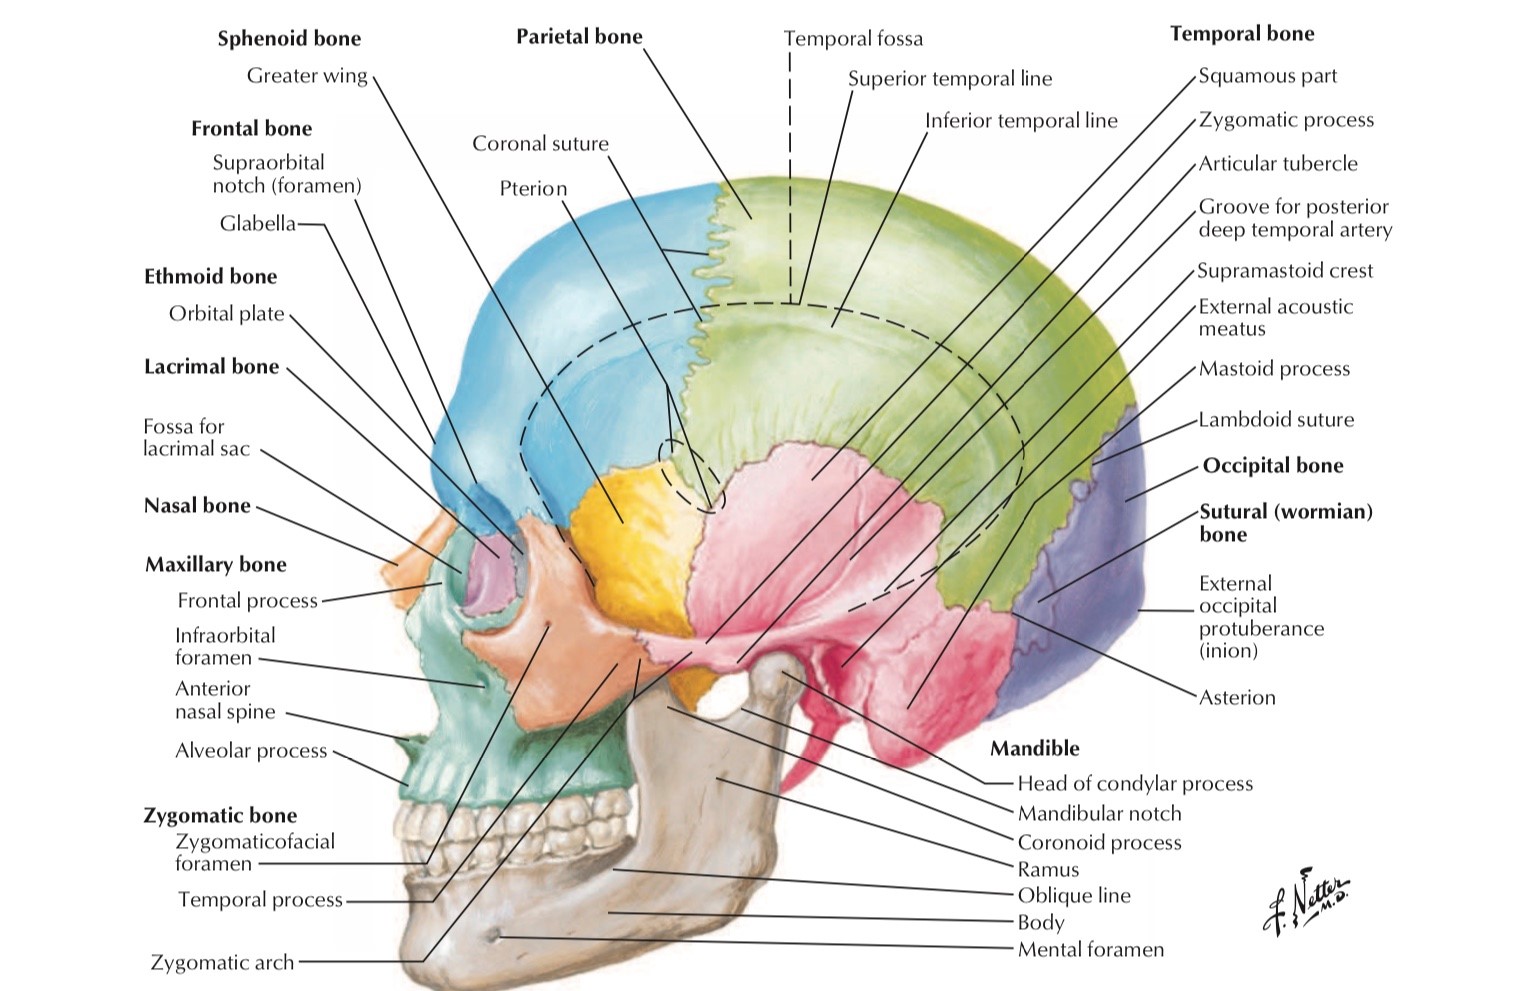 Sphenoid bone
Greater wing
Frontal bone
Supraorbital
notch (foramen)
Glabella
Ethmoid bone
Orbital plate
Lacrimal bone
Fossa for
lacrimal sac
Nasal bone
Maxillary bone
Frontal process
Infraorbital
foramen
Anterior
nasal spine
Alveolar process
Zygomatic bone
Zygomaticofacial
foramen
Temporal process
Zygomatic arch
Parietal bone
Coronal suture
Pterion
Temporal fossa
Superior temporal line
Inferior temporal line
Temporal bone
Squamous part
Zygomatic process
Articular tubercle
Groove for posterior
deep temporal artery
Supramastoid crest
External acoustic
meatus
Mastoid process
Lambdoid suture
Occipital bone
Sutural (wormian)
bone
External
occipital
protuberance
(inion)
Asterion
Mandible
Head of condylar process
Mandibular notch
Coronoid process
Ramus
Oblique line
Body
Mental foramen
F. Netter
M.D.